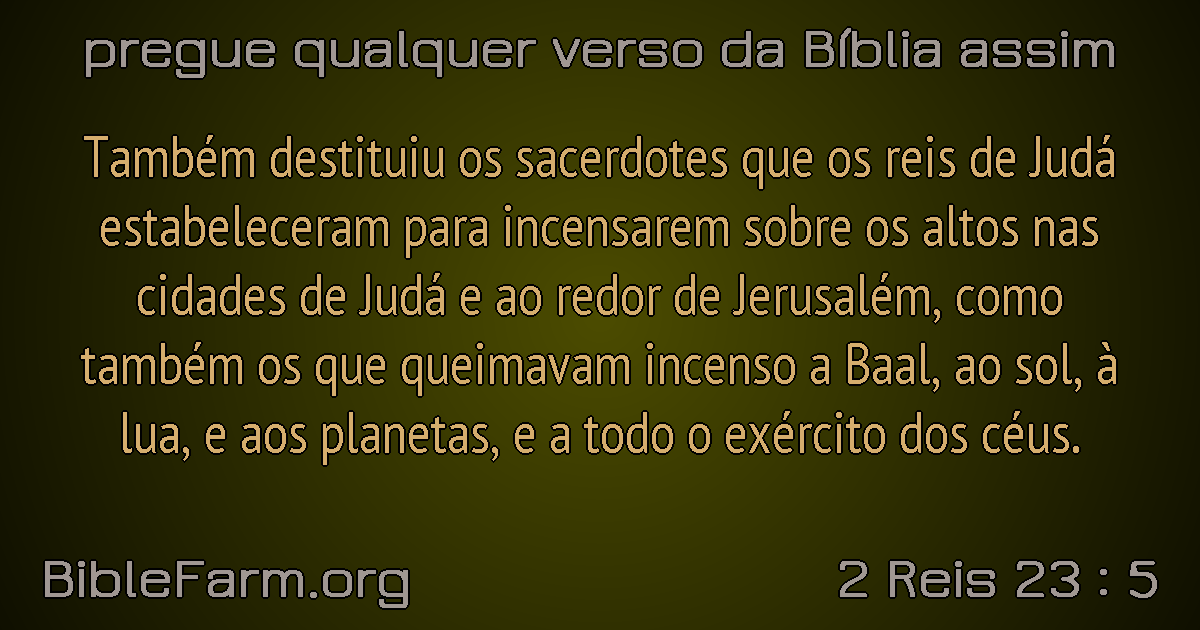 pregue qualquer verso da Bíblia assim
Também destituiu os sacerdotes que os reis de Judá
estabeleceram para incensarem sobre os altos nas
cidades de Judá e ao redor de Jerusalém, como
também os que queimavam incenso a Baal, ao sol, à
lua, e aos planetas, e a todo o exército dos céus.
BibleFarm.org
2 Reis 23 : 5